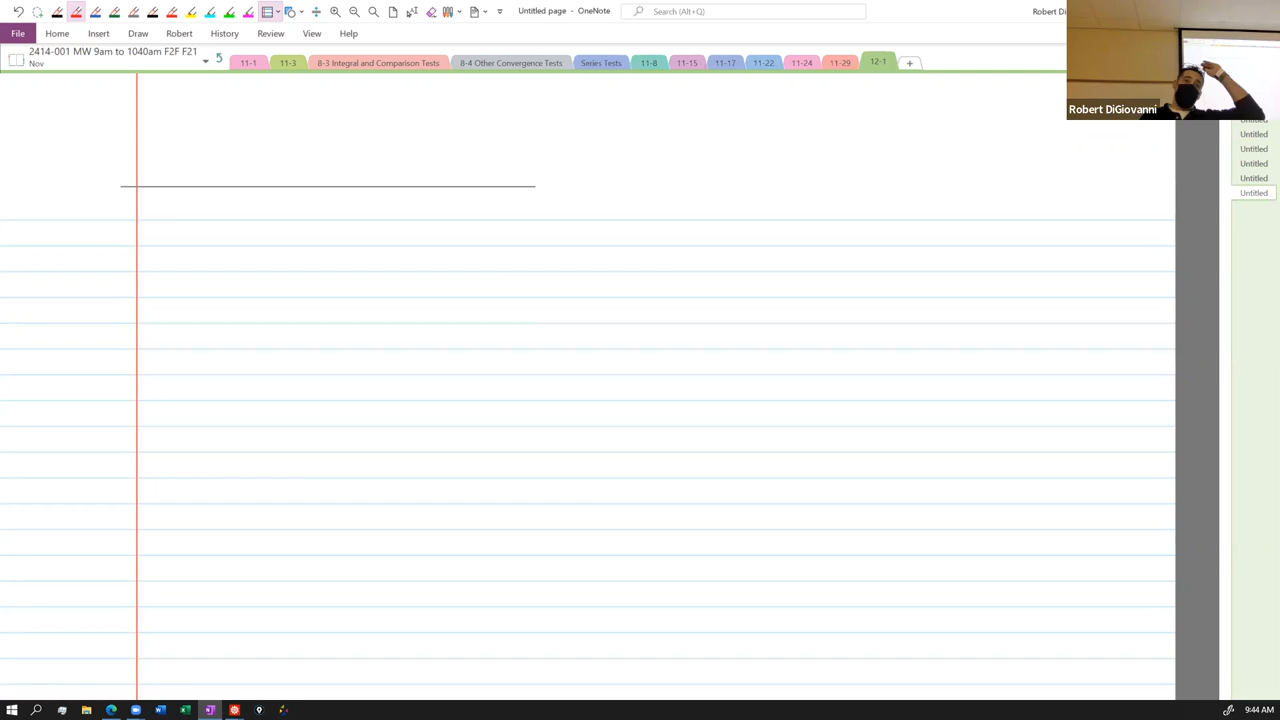 Untitled page - OneNote
Search (Alt+Q)
Robert Di
File Home Insert Draw Robert History Review View Help
2414-001 MW 9am to 1040am F2F F21
Nov
11-1 11-3 8-3 Integral and Comparison Tests 8-4 Other Convergence Tests Series Tests 11-8 11-15 11-17 11-22 11-24 11-29 12-1
Robert DiGiovanni
Untitled
Untitled
Untitled
Untitled
Untitled
Untitled
9:44 AM